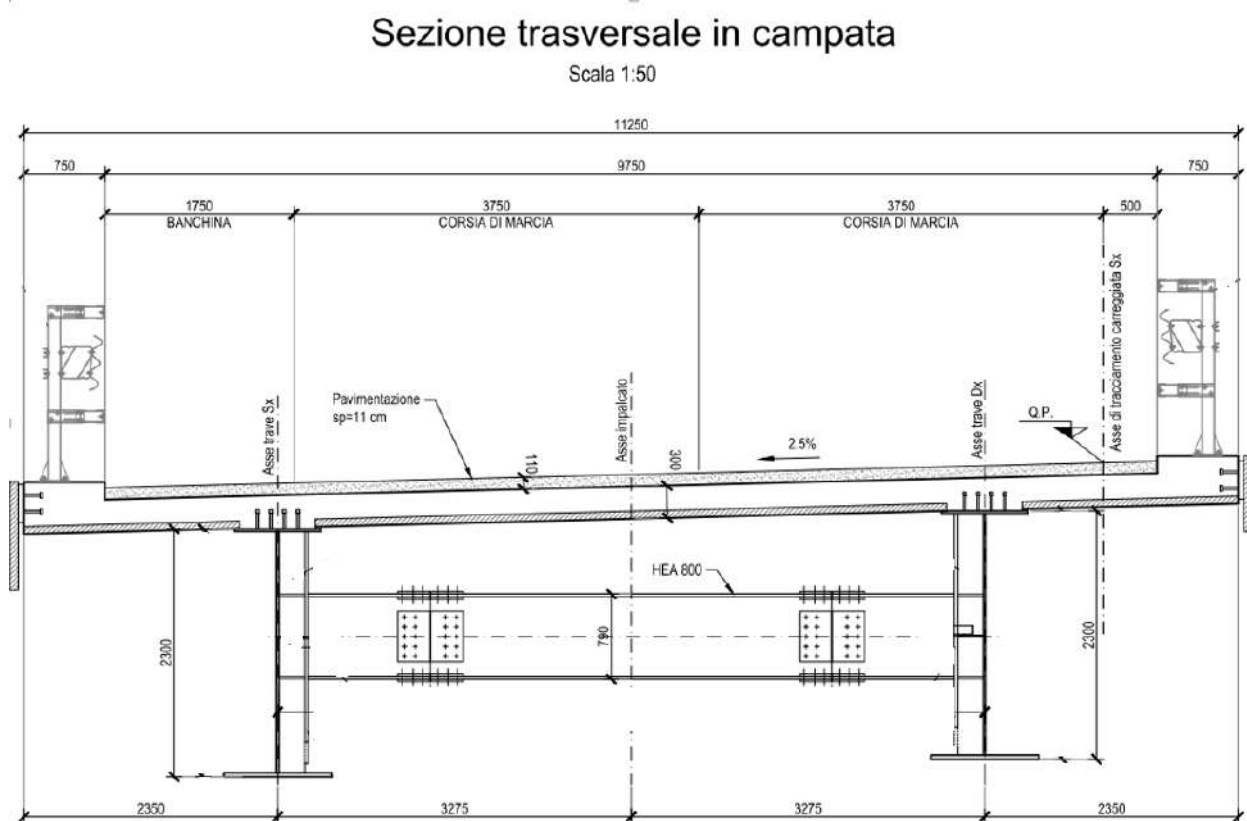 Sezione trasversale in campata
Scala 1:50
11250
750
9750
750
1750
3750
3750
500
BANCHINA
CORSIA DI MARCIA
CORSIA DI MARCIA
Asse di tracciamento carreggiata Sx
Pavimentazione
sp=11 cm
Asse trave Sx
Asse impalcato
Asse trave Dx
Q.P.
2.5%
110
300
HEA 800
2300
790
2300
2350
3275
3275
2350